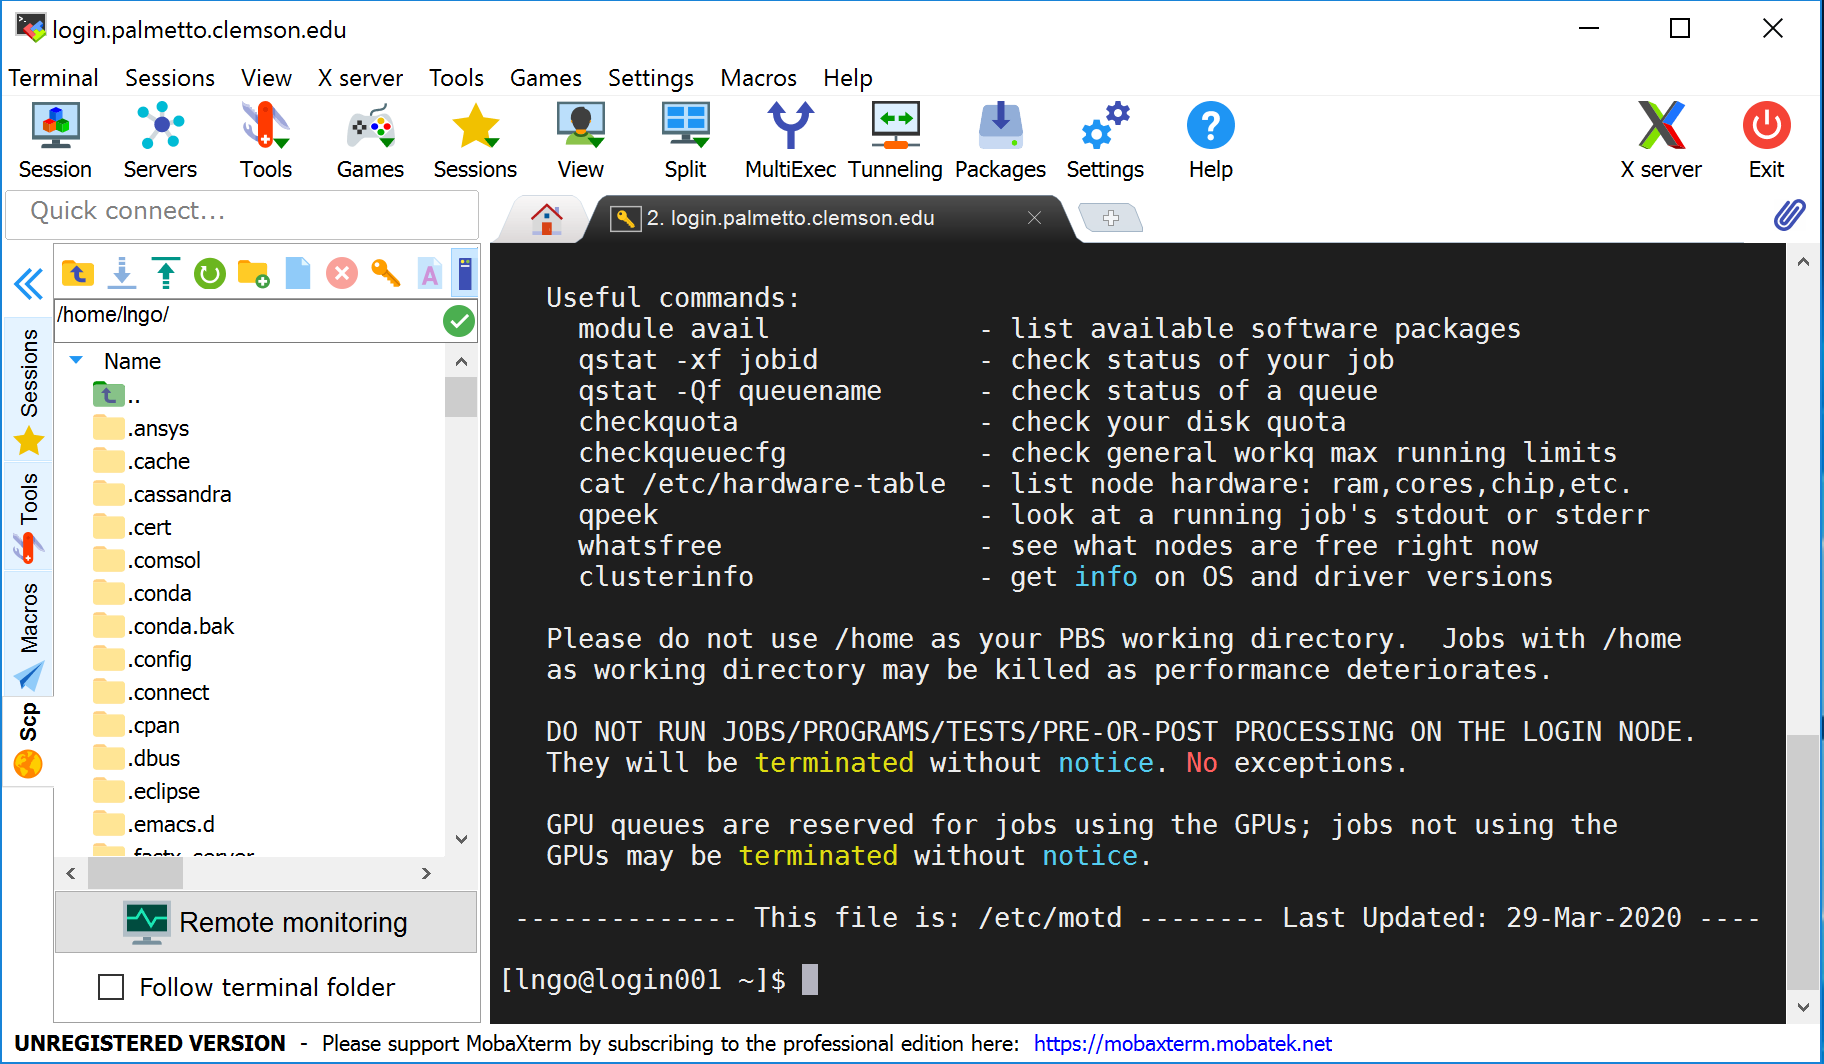 login.palmetto.clemson.edu
Terminal Sessions View X server Tools Games Settings Macros Help
Session Servers Tools Games Sessions View Split MultiExec Tunneling Packages Settings Help X server Exit
Quick connect...
2. login.palmetto.clemson.edu
/home/lngo/
Name
..
.ansys
.cache
.cassandra
.cert
.comsol
.conda
.conda.bak
.config
.connect
.cpan
.dbus
.eclipse
.emacs.d
Sessions
Tools
Macros
Scp
Remote monitoring
Follow terminal folder
Useful commands:
module avail - list available software packages
qstat -xf jobid - check status of your job
qstat -Qf queuename - check status of a queue
checkquota - check your disk quota
checkqueuecfg - check general workq max running limits
cat /etc/hardware-table - list node hardware: ram,cores,chip,etc.
qpeek - look at a running job's stdout or stderr
whatsfree - see what nodes are free right now
clusterinfo - get info on OS and driver versions
Please do not use /home as your PBS working directory.  Jobs with /home
as working directory may be killed as performance deteriorates.
DO NOT RUN JOBS/PROGRAMS/TESTS/PRE-OR-POST PROCESSING ON THE LOGIN NODE.
They will be terminated without notice. No exceptions.
GPU queues are reserved for jobs using the GPUs; jobs not using the
GPUs may be terminated without notice.
-------------- This file is: /etc/motd -------- Last Updated: 29-Mar-2020 ----
[lngo@login001 ~]$
UNREGISTERED VERSION - Please support MobaXterm by subscribing to the professional edition here: https://mobaxterm.mobatek.net